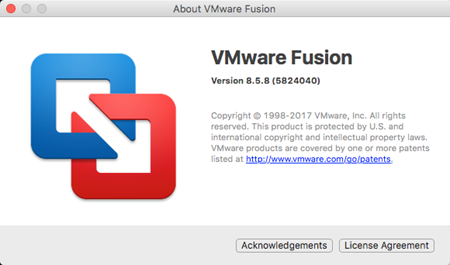 About VMware Fusion
VMware Fusion
Version 8.5.8 (5824040)
Copyright © 1998-2017 VMware, Inc. All rights
reserved. This product is protected by U.S. and
international copyright and intellectual property laws.
VMware products are covered by one or more patents
listed at http://www.vmware.com/go/patents.
Acknowledgements
License Agreement